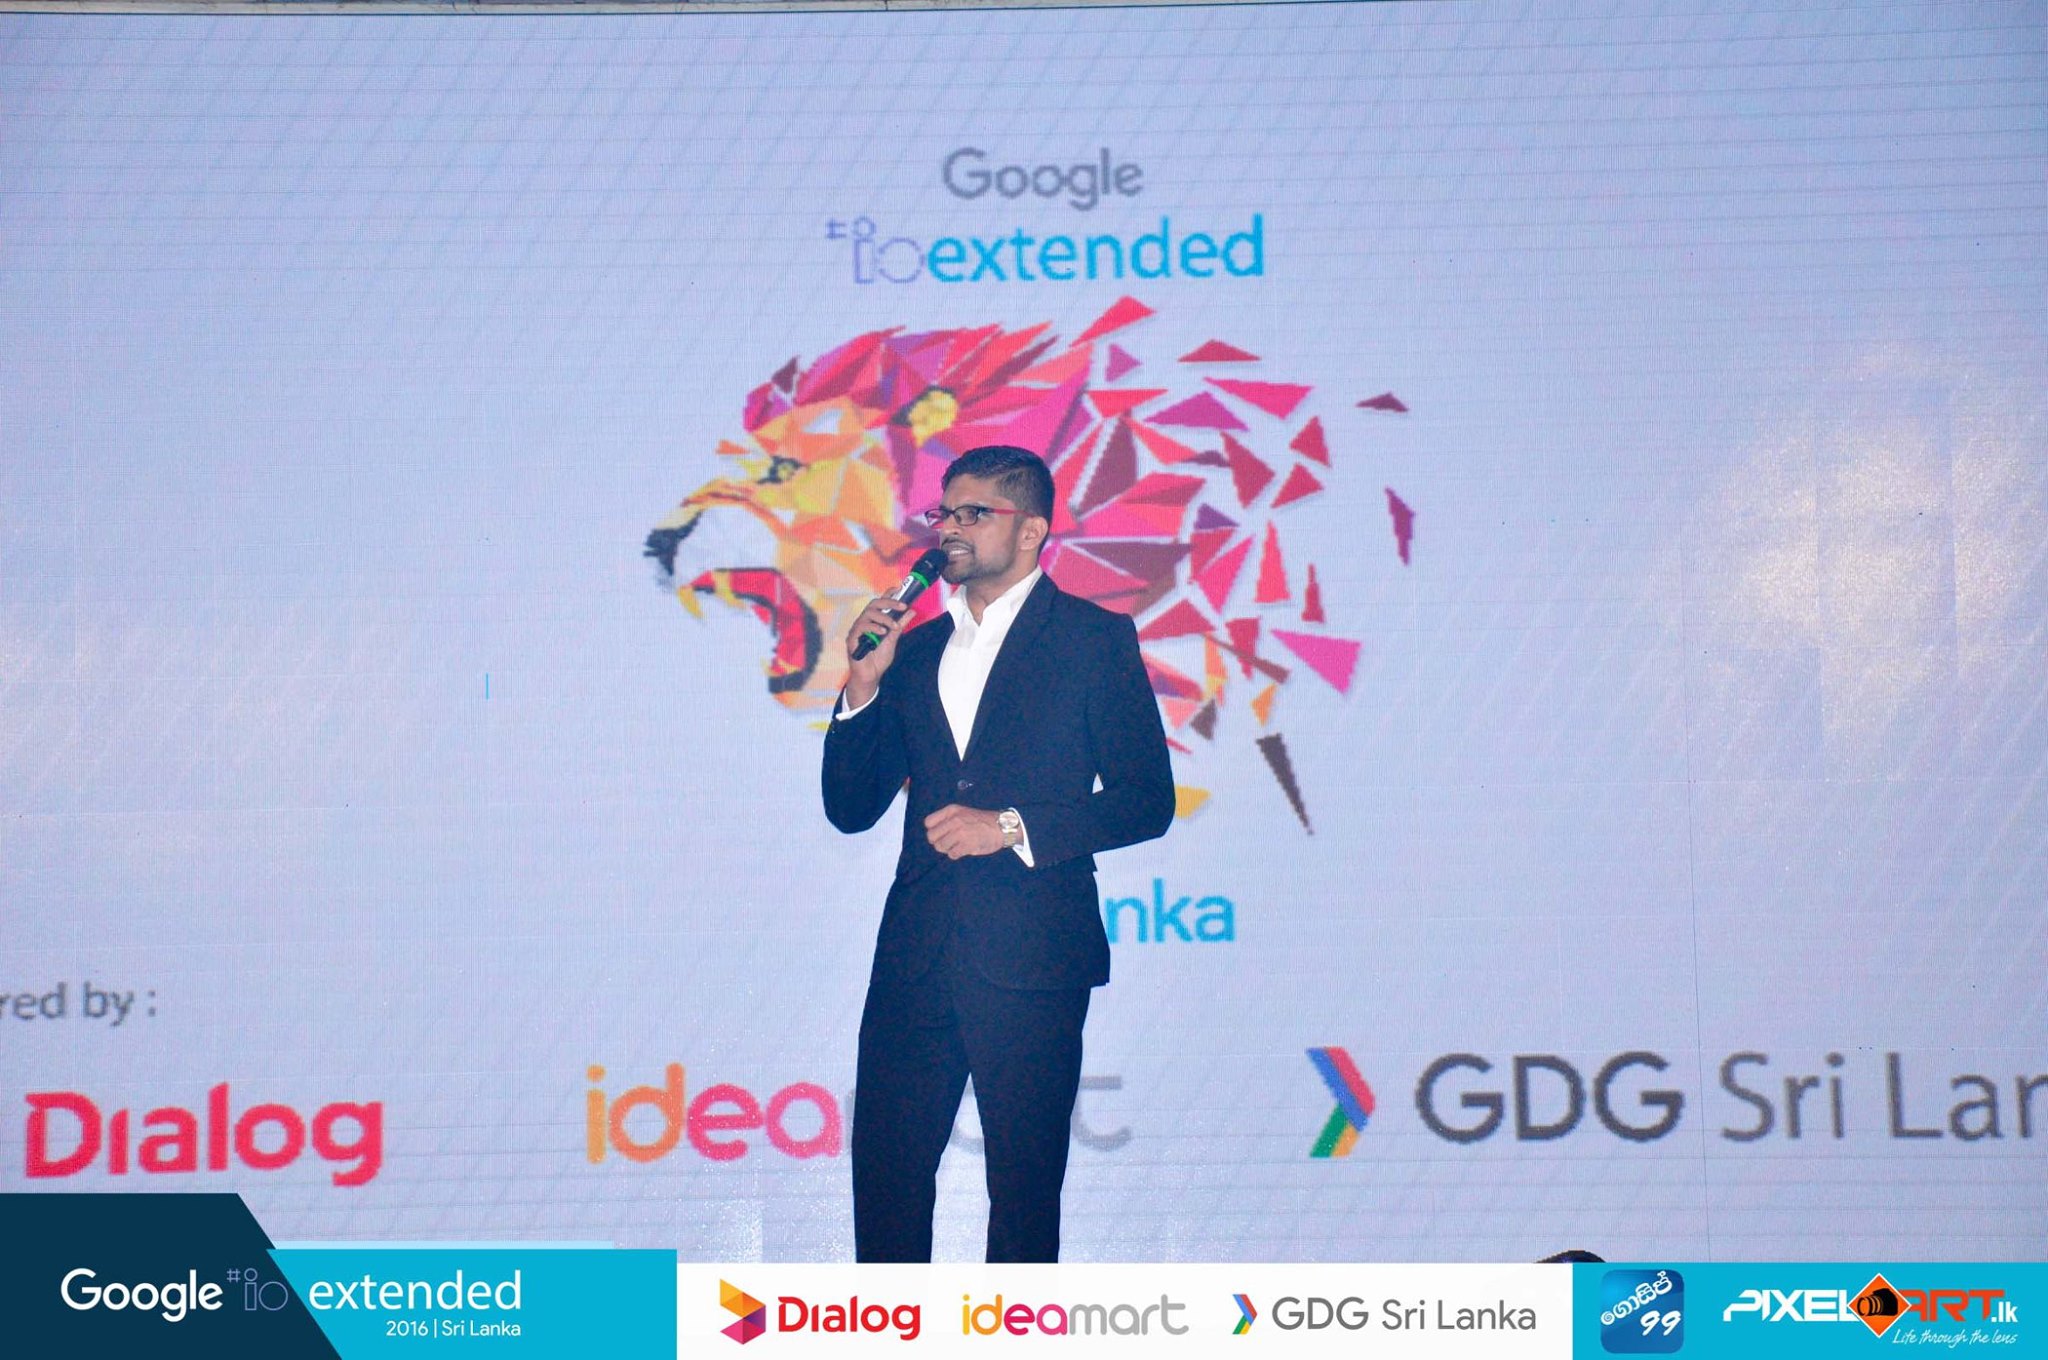 Google
#io extended
nka
red by :
Dialog
idea
t
GDG Sri Lan
Google #io extended
2016 | Sri Lanka
Dialog
ideamart
GDG Sri Lanka
ගොසිප්
99
PIXELART.lk
Life through the lens